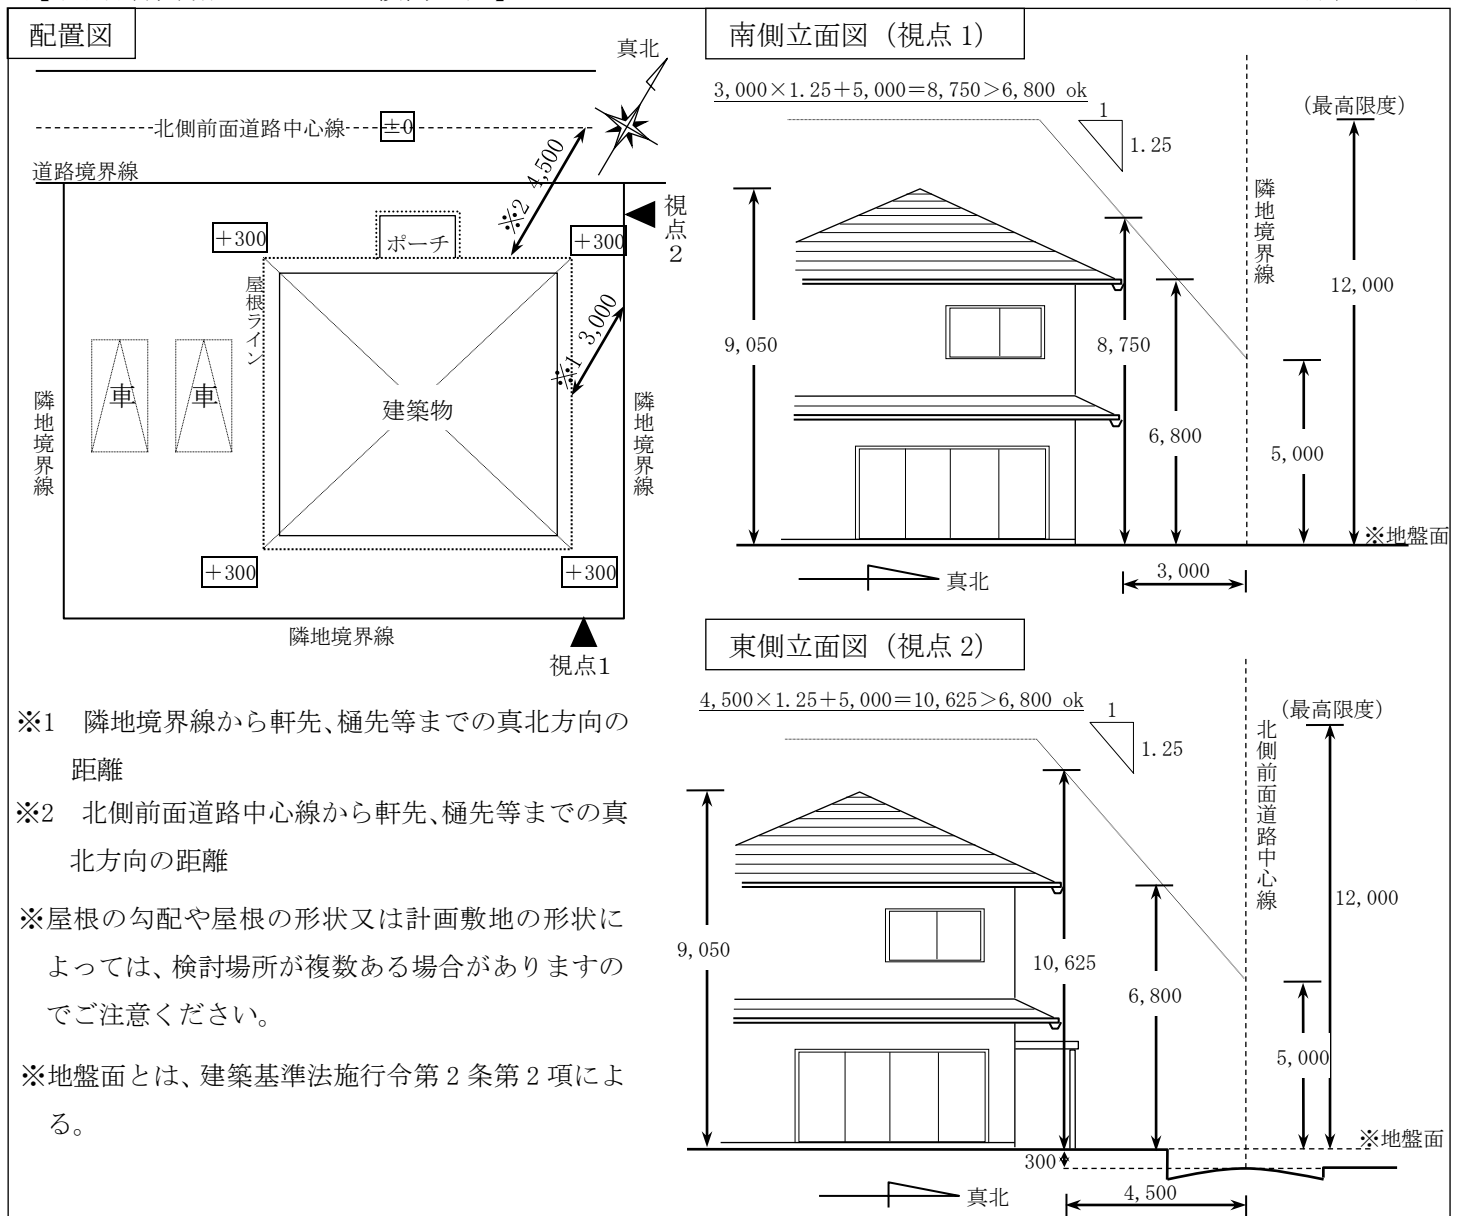 配置図
真北
北側前面道路中心線
±0
道路境界線
※2 4,500
視点2
+300
+300
ポーチ
屋根ライン
※1 3,000
車
車
建築物
隣地境界線
隣地境界線
+300
+300
隣地境界線
視点1
※1 隣地境界線から軒先、樋先等までの真北方向の
距離
※2 北側前面道路中心線から軒先、樋先等までの真
北方向の距離
※屋根の勾配や屋根の形状又は計画敷地の形状に
よっては、検討場所が複数ある場合がありますの
でご注意ください。
※地盤面とは、建築基準法施行令第2条第2項によ
る。
南側立面図（視点1）
3,000×1.25＋5,000＝8,750＞6,800 ok
1
1.25
（最高限度）
隣地境界線
12,000
9,050
8,750
6,800
5,000
※地盤面
3,000
真北
東側立面図（視点2）
4,500×1.25＋5,000＝10,625＞6,800 ok
1
1.25
（最高限度）
北側前面道路中心線
12,000
9,050
10,625
6,800
5,000
※地盤面
300
4,500
真北